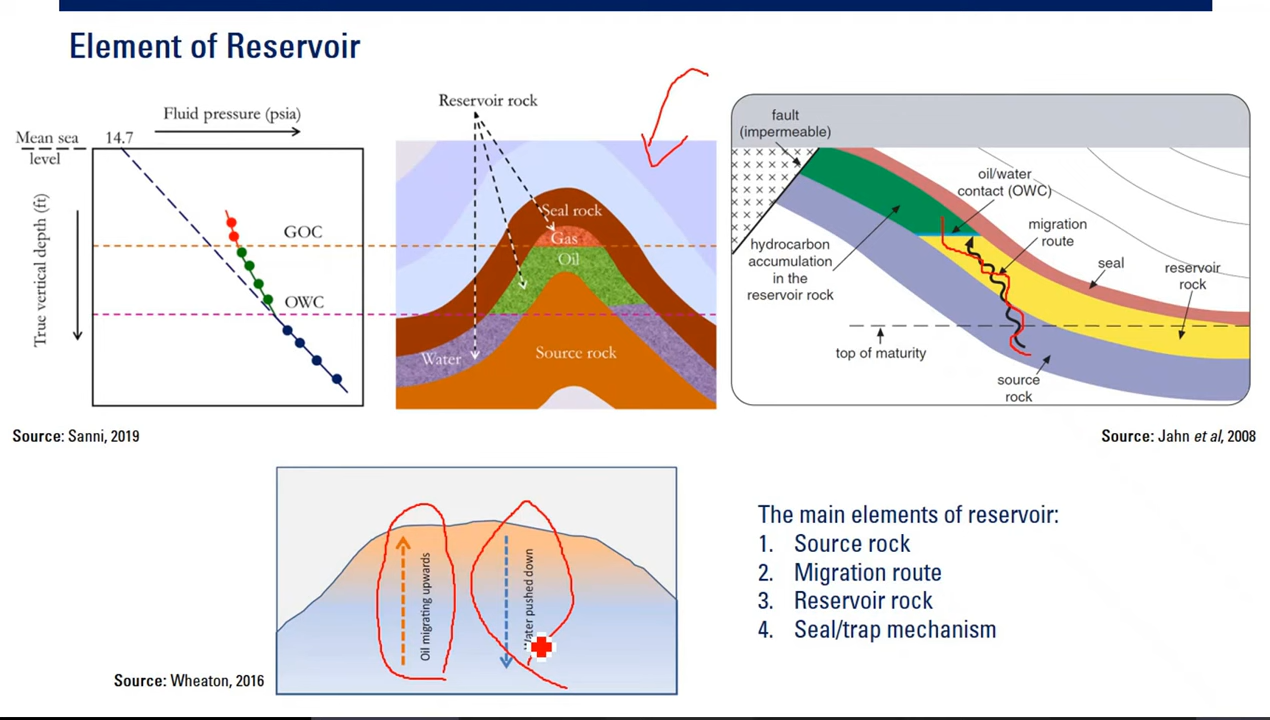 Element of Reservoir
Fluid pressure (psia)
Mean sea
level
14.7
True vertical depth (ft)
GOC
OWC
Source: Sanni, 2019
Reservoir rock
Seal rock
Gas
Oil
Water
Source rock
fault
(impermeable)
oil/water
contact (OWC)
migration
route
seal
reservoir
rock
hydrocarbon
accumulation
in the
reservoir rock
top of maturity
source
rock
Source: Jahn et al, 2008
Oil migrating upwards
Water pushed down
Source: Wheaton, 2016
The main elements of reservoir:
1. Source rock
2. Migration route
3. Reservoir rock
4. Seal/trap mechanism